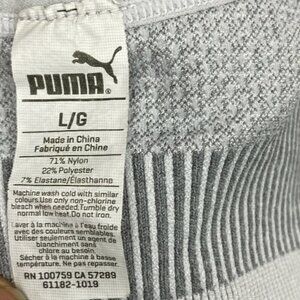 PUMA
L/G
Made in China
Fabriqué en Chine
71% Nylon
22% Polyester
7% Elastane/Élasthanne
Machine wash cold with similar
colours. Use only non-chlorine
bleach when needed. Tumble dry
normal low heat. Do not iron.
Laver à la machine à l'eau froide
avec des couleurs semblables.
Utiliser seulement un agent de
blanchiment sans
chlore au besoin.
Sécher à la machine à basse
température. Ne pas repasser.
RN 100759 CA 57289
61182-1019